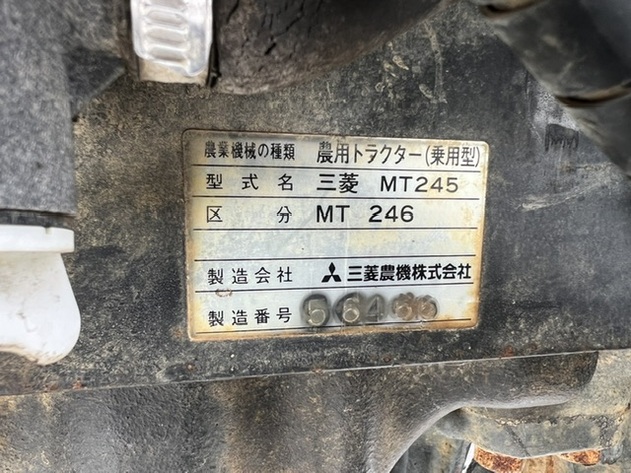 農業機械の種類 農用トラクター(乗用型)
型式名 三菱 MT245
区分 MT 246
製造会社 三菱農機株式会社
製造番号